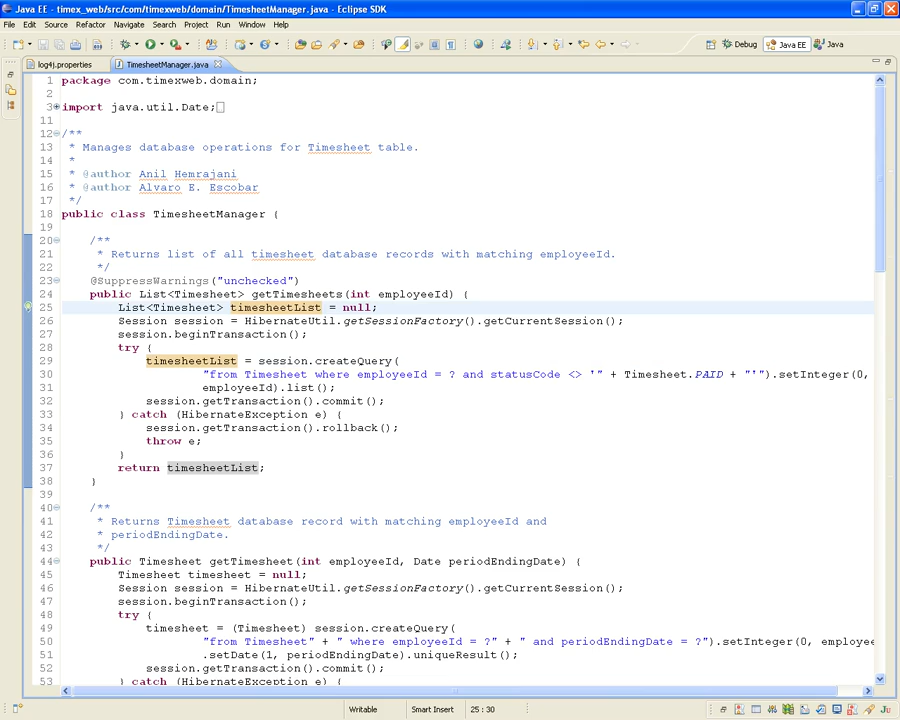 Java EE - timex_web/src/com/timexweb/domain/TimesheetManager.java - Eclipse SDK
File Edit Source Refactor Navigate Search Project Run Window Help
Debug Java EE Java
log4j.properties TimesheetManager.java
1 package com.timexweb.domain;
2
3 import java.util.Date;
11
12 /**
13 * Manages database operations for Timesheet table.
14 *
15 * @author Anil Hemrajani
16 * @author Alvaro E. Escobar
17 */
18 public class TimesheetManager {
19
20 /**
21 * Returns list of all timesheet database records with matching employeeId.
22 */
23 @SuppressWarnings("unchecked")
24 public List<Timesheet> getTimesheets(int employeeId) {
25 List<Timesheet> timesheetList = null;
26 Session session = HibernateUtil.getSessionFactory().getCurrentSession();
27 session.beginTransaction();
28 try {
29 timesheetList = session.createQuery(
30 "from Timesheet where employeeId = ? and statusCode <> '" + Timesheet.PAID + "'").setInteger(0,
31 employeeId).list();
32 session.getTransaction().commit();
33 } catch (HibernateException e) {
34 session.getTransaction().rollback();
35 throw e;
36 }
37 return timesheetList;
38 }
39
40 /**
41 * Returns Timesheet database record with matching employeeId and
42 * periodEndingDate.
43 */
44 public Timesheet getTimesheet(int employeeId, Date periodEndingDate) {
45 Timesheet timesheet = null;
46 Session session = HibernateUtil.getSessionFactory().getCurrentSession();
47 session.beginTransaction();
48 try {
49 timesheet = (Timesheet) session.createQuery(
50 "from Timesheet" + " where employeeId = ?" + " and periodEndingDate = ?").setInteger(0, employee
51 .setDate(1, periodEndingDate).uniqueResult();
52 session.getTransaction().commit();
53 } catch (HibernateException e) {
Writable Smart Insert 25 : 30 Ju